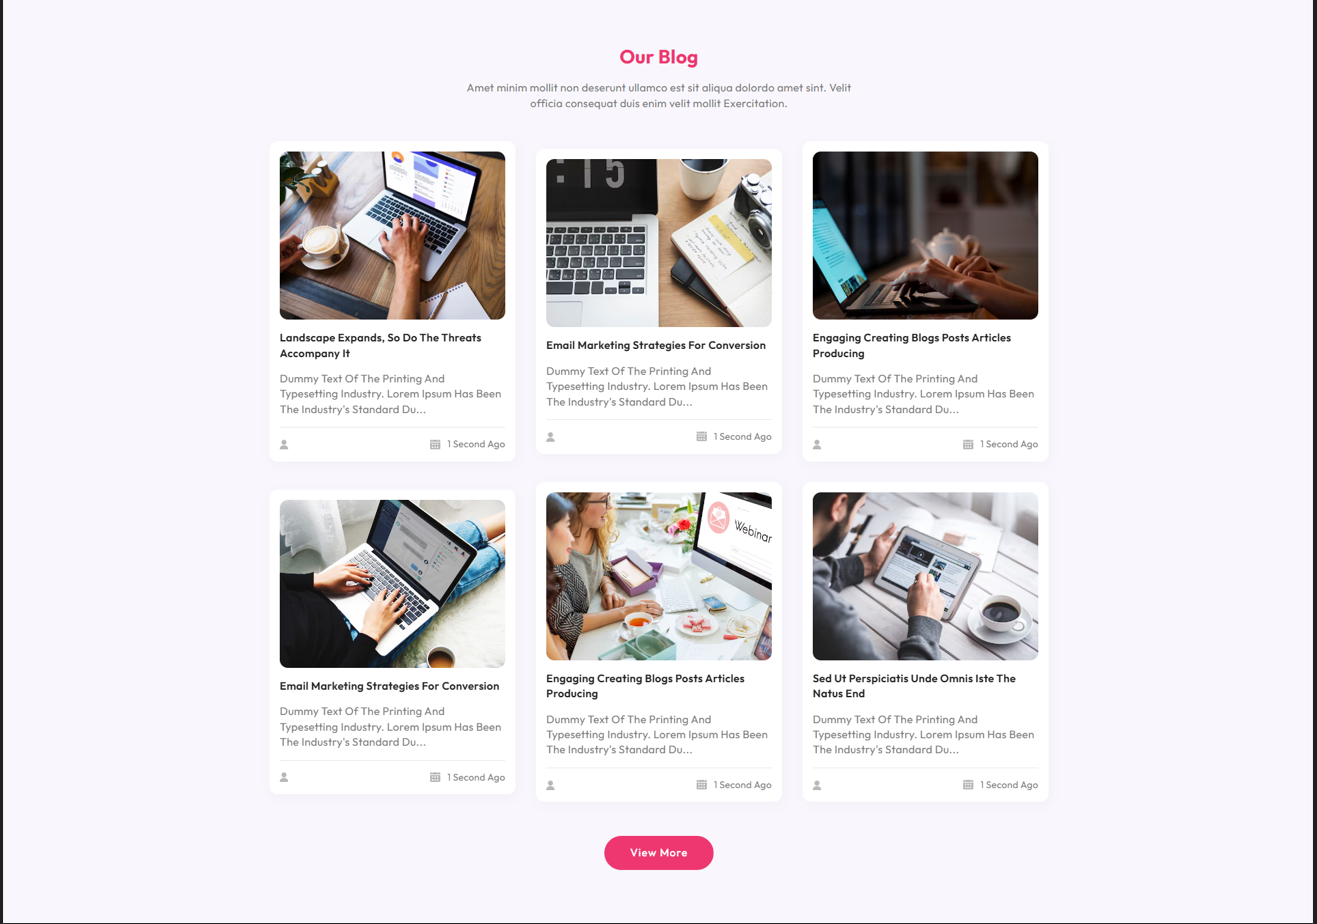 Our Blog
Amet minim mollit non deserunt ullamco est sit aliqua dolordo amet sint. Velit
officia consequat duis enim velit mollit Exercitation.
:15
Landscape Expands, So Do The Threats
Accompany It
Dummy Text Of The Printing And
Typesetting Industry. Lorem Ipsum Has Been
The Industry's Standard Du...
1 Second Ago
Email Marketing Strategies For Conversion
Dummy Text Of The Printing And
Typesetting Industry. Lorem Ipsum Has Been
The Industry's Standard Du...
1 Second Ago
Engaging Creating Blogs Posts Articles
Producing
Dummy Text Of The Printing And
Typesetting Industry. Lorem Ipsum Has Been
The Industry's Standard Du...
1 Second Ago
Email Marketing Strategies For Conversion
Dummy Text Of The Printing And
Typesetting Industry. Lorem Ipsum Has Been
The Industry's Standard Du...
1 Second Ago
Webinar
Engaging Creating Blogs Posts Articles
Producing
Dummy Text Of The Printing And
Typesetting Industry. Lorem Ipsum Has Been
The Industry's Standard Du...
1 Second Ago
Sed Ut Perspiciatis Unde Omnis Iste The
Natus End
Dummy Text Of The Printing And
Typesetting Industry. Lorem Ipsum Has Been
The Industry's Standard Du...
1 Second Ago
View More